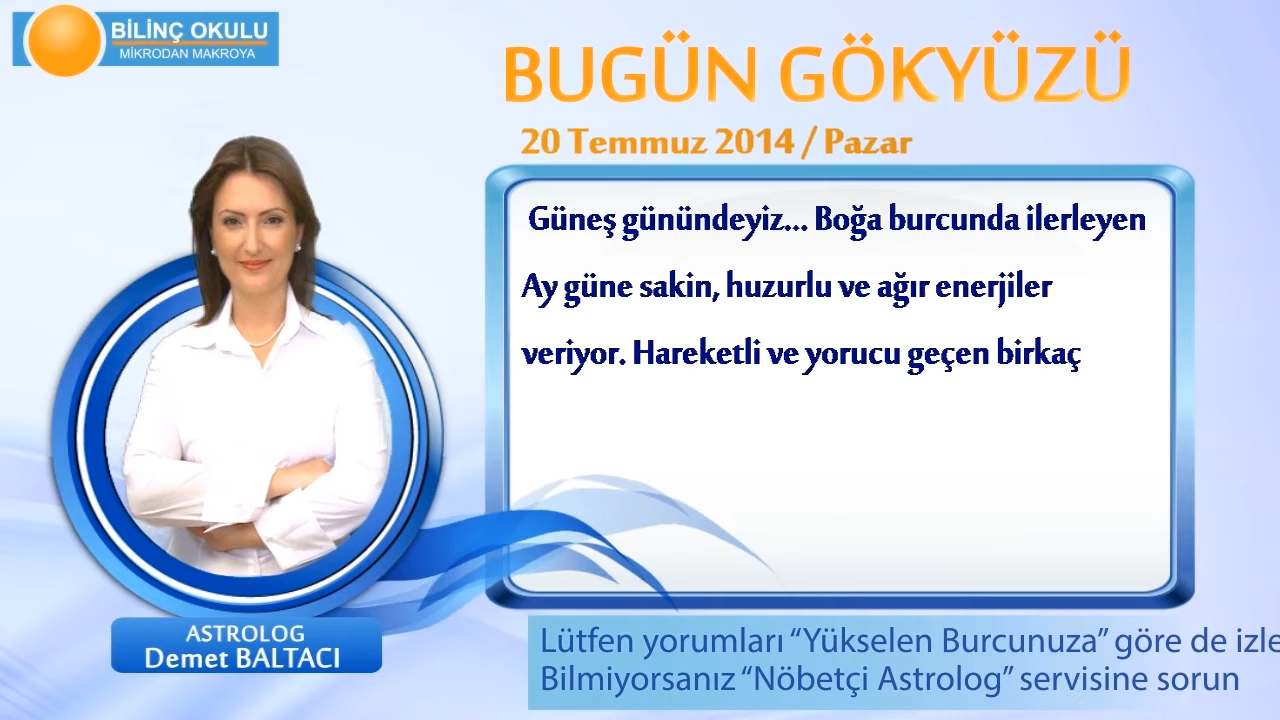 BİLİNÇ OKULU
MİKRODAN MAKROYA
BUGÜN GÖKYÜZÜ
20 Temmuz 2014 / Pazar
Güneş günündeyiz... Boğa burcunda ilerleyen
Ay güne sakin, huzurlu ve ağır enerjiler
veriyor. Hareketli ve yorucu geçen birkaç
ASTROLOG
Demet BALTACI
Lütfen yorumları “Yükselen Burcunuza” göre de izle
Bilmiyorsanız “Nöbetçi Astrolog” servisine sorun